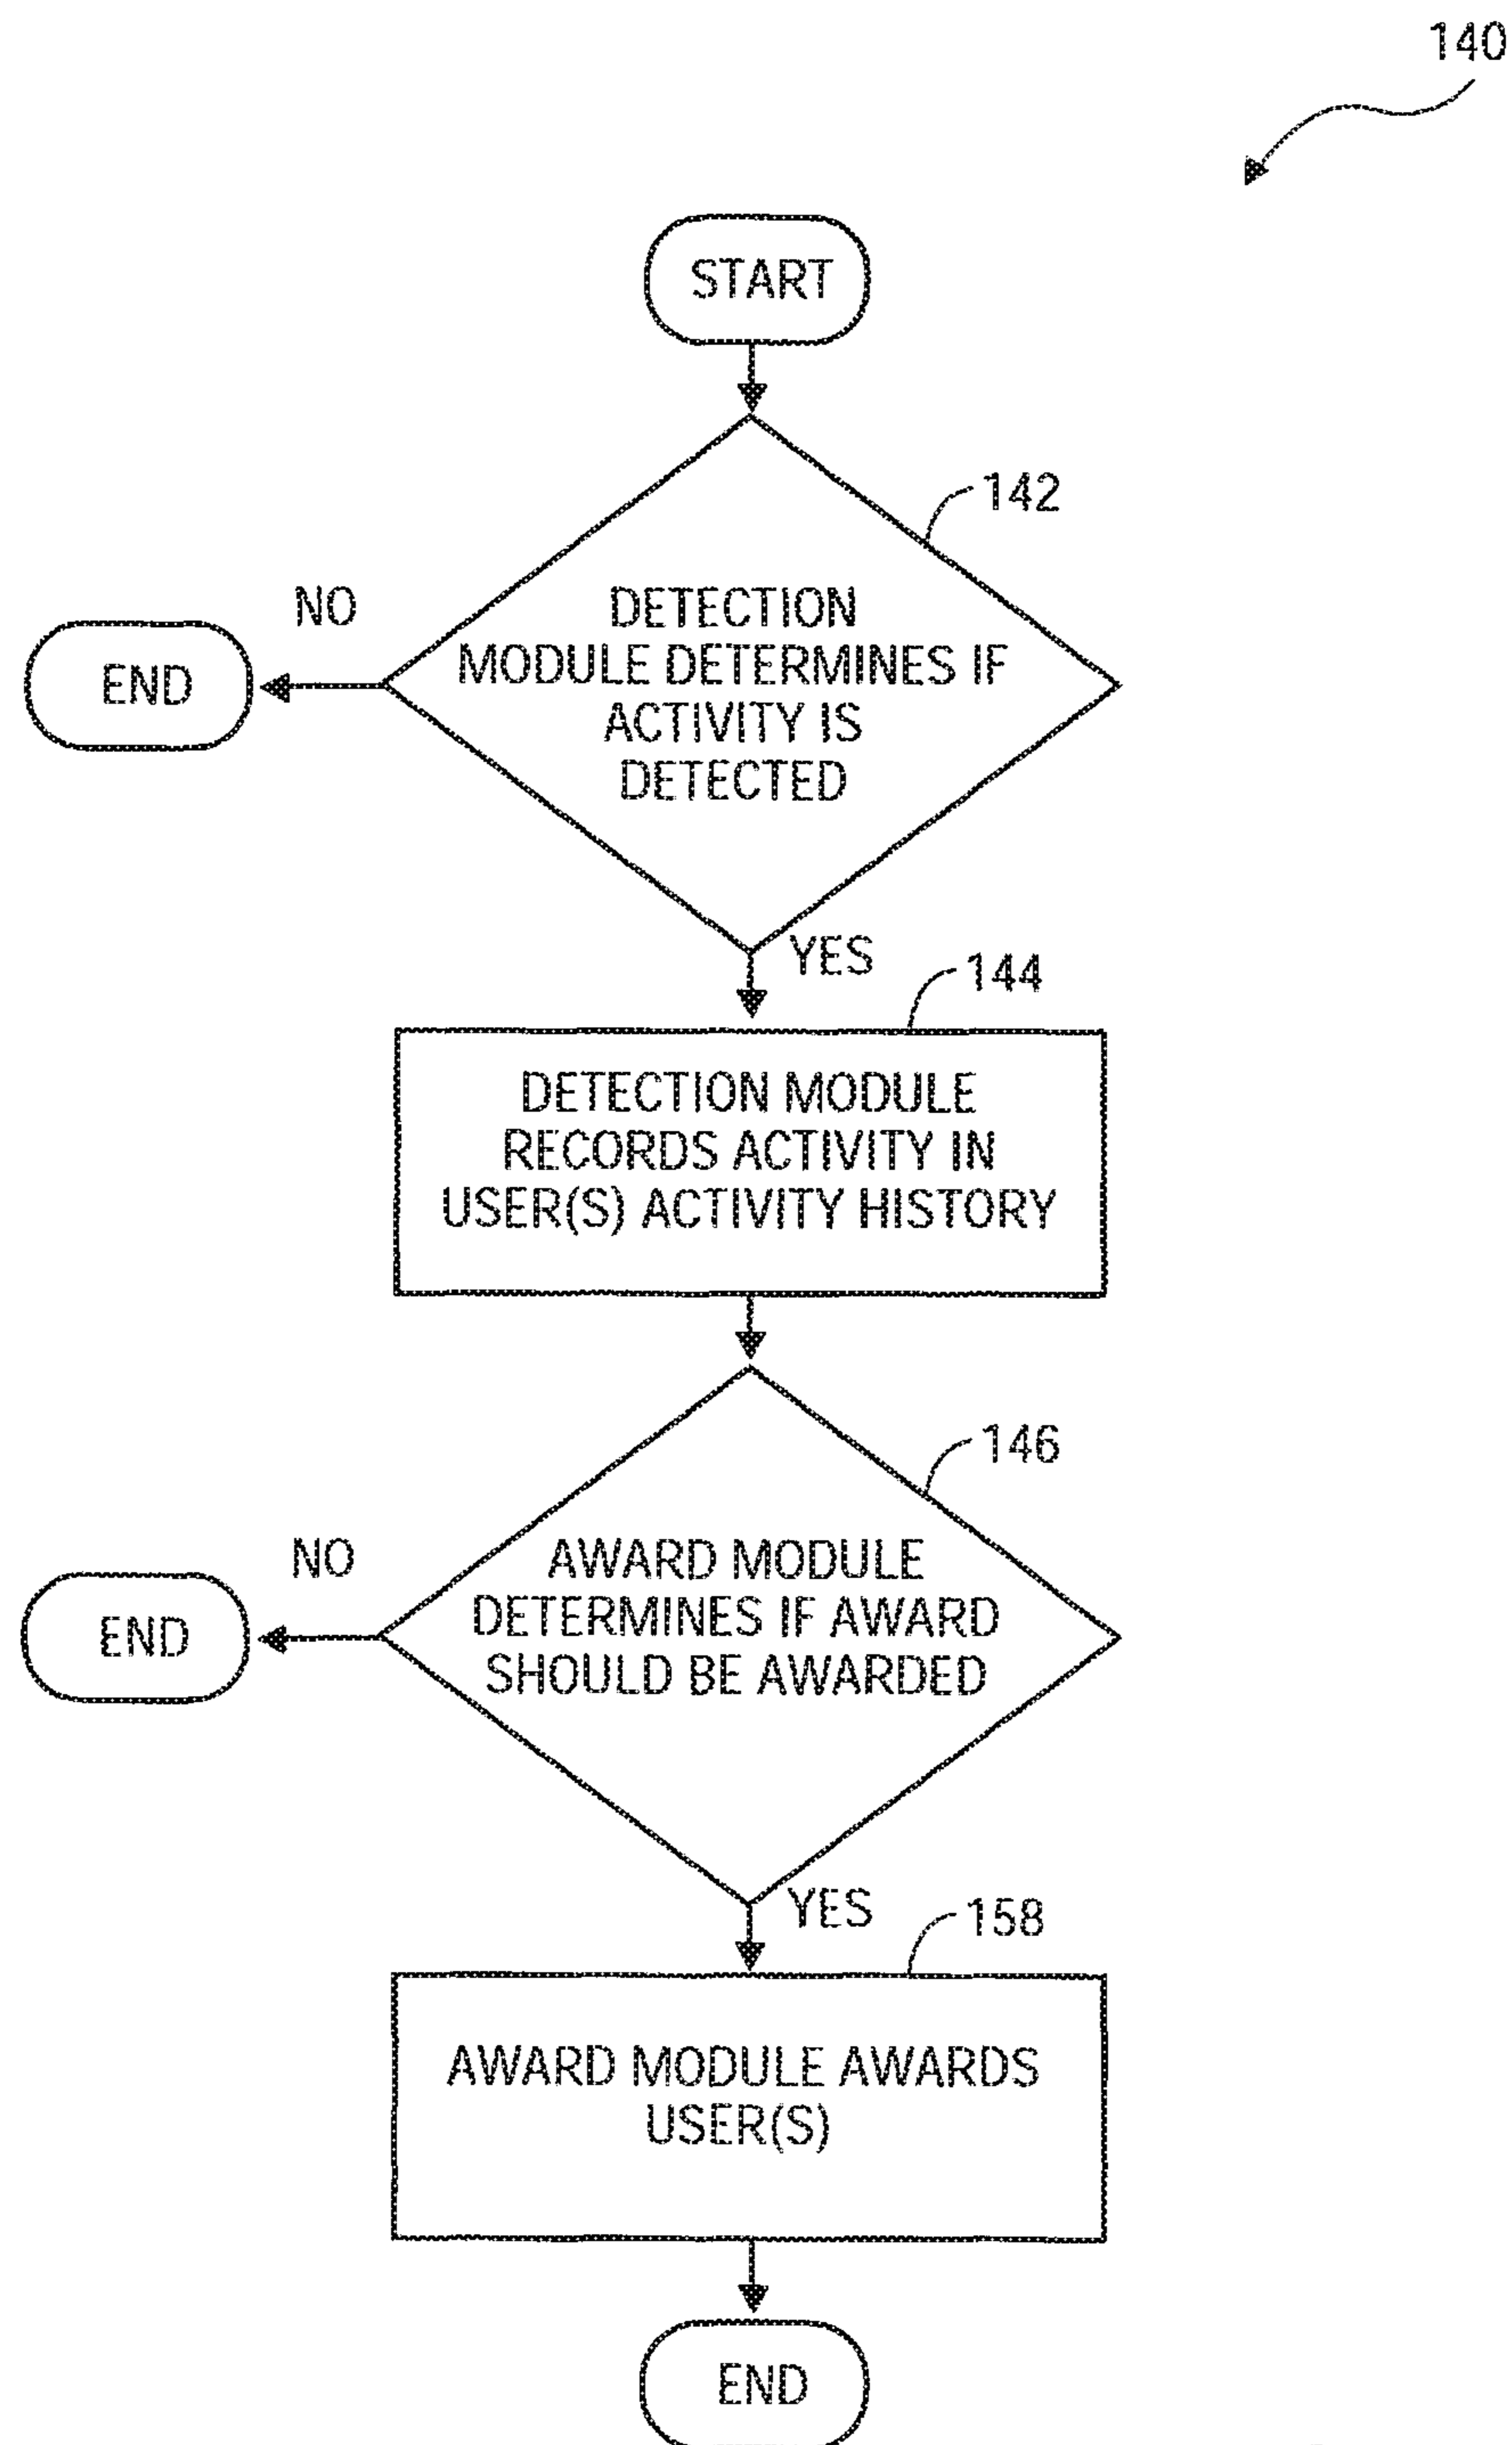 140
START
142
DETECTION
MODULE DETERMINES IF
ACTIVITY IS
DETECTED
NO
END
YES
144
DETECTION MODULE
RECORDS ACTIVITY IN
USER(S) ACTIVITY HISTORY
146
AWARD MODULE
DETERMINES IF AWARD
SHOULD BE AWARDED
NO
END
YES
158
AWARD MODULE AWARDS
USER(S)
END